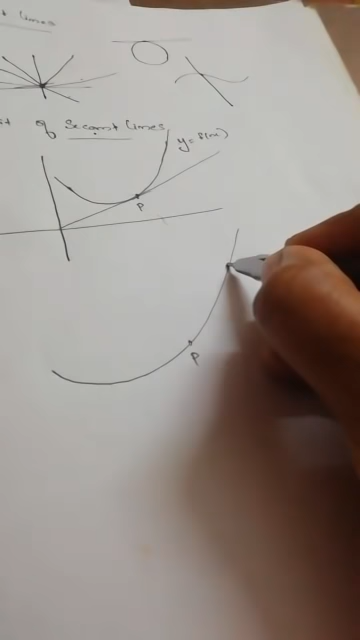 Lines
of Secant Lines
y=f(x)
P
P